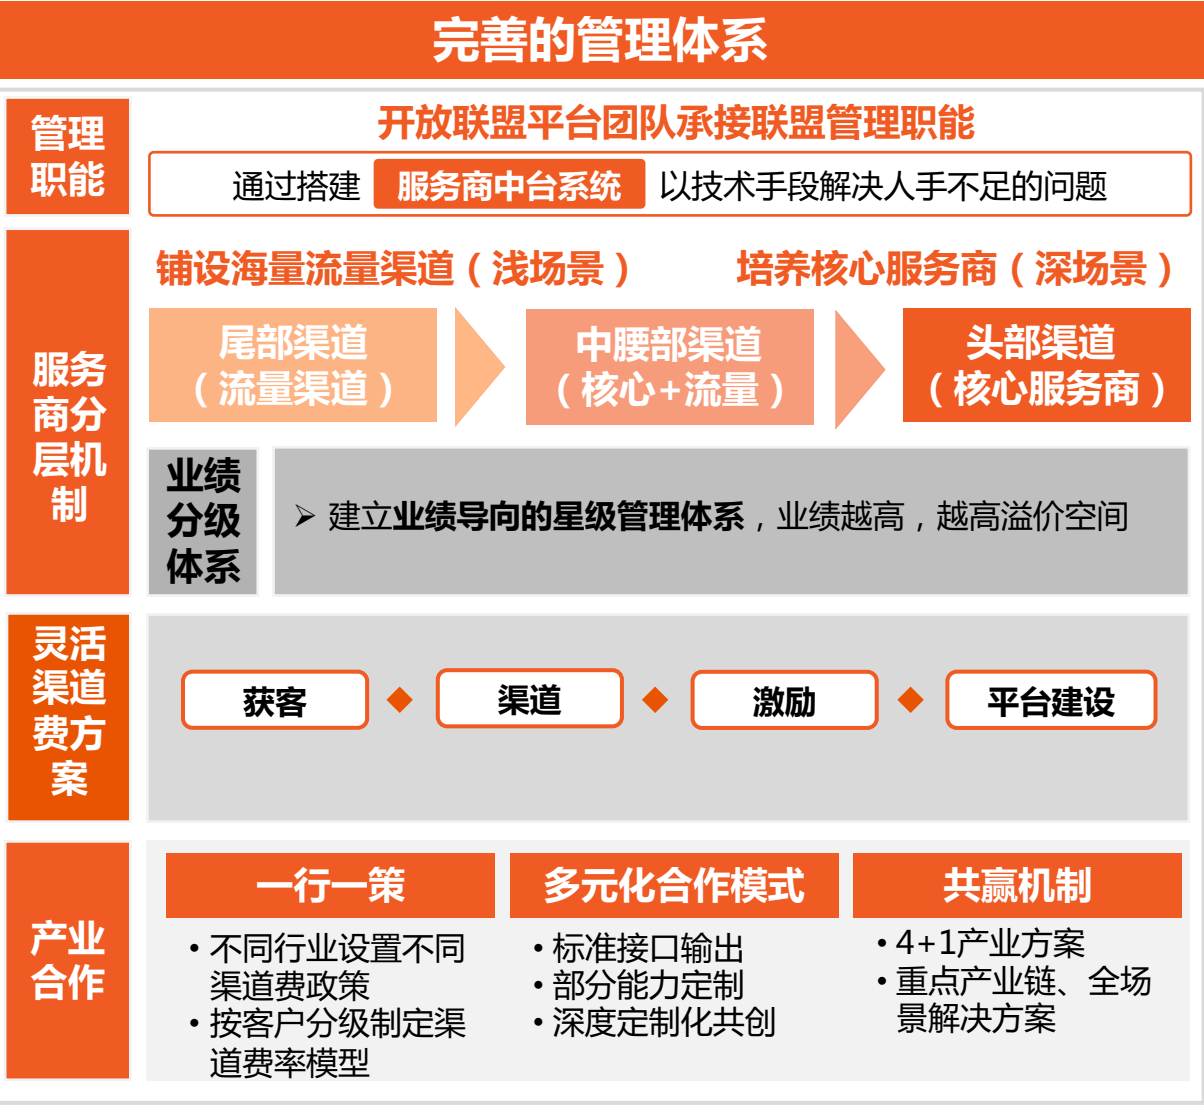 完善的管理体系
管理
职能
开放联盟平台团队承接联盟管理职能
通过搭建 服务商中台系统 以技术手段解决人手不足的问题
服务
商分
层机
制
铺设海量流量渠道（浅场景） 培养核心服务商（深场景）
尾部渠道
（流量渠道）
中腰部渠道
（核心+流量）
头部渠道
（核心服务商）
业绩
分级
体系
➢ 建立业绩导向的星级管理体系，业绩越高，越高溢价空间
灵活
渠道
费方
案
获客 ◆ 渠道 ◆ 激励 ◆ 平台建设
产业
合作
一行一策
• 不同行业设置不同
渠道费政策
• 按客户分级制定渠
道费率模型
多元化合作模式
• 标准接口输出
• 部分能力定制
• 深度定制化共创
共赢机制
• 4+1产业方案
• 重点产业链、全场
景解决方案